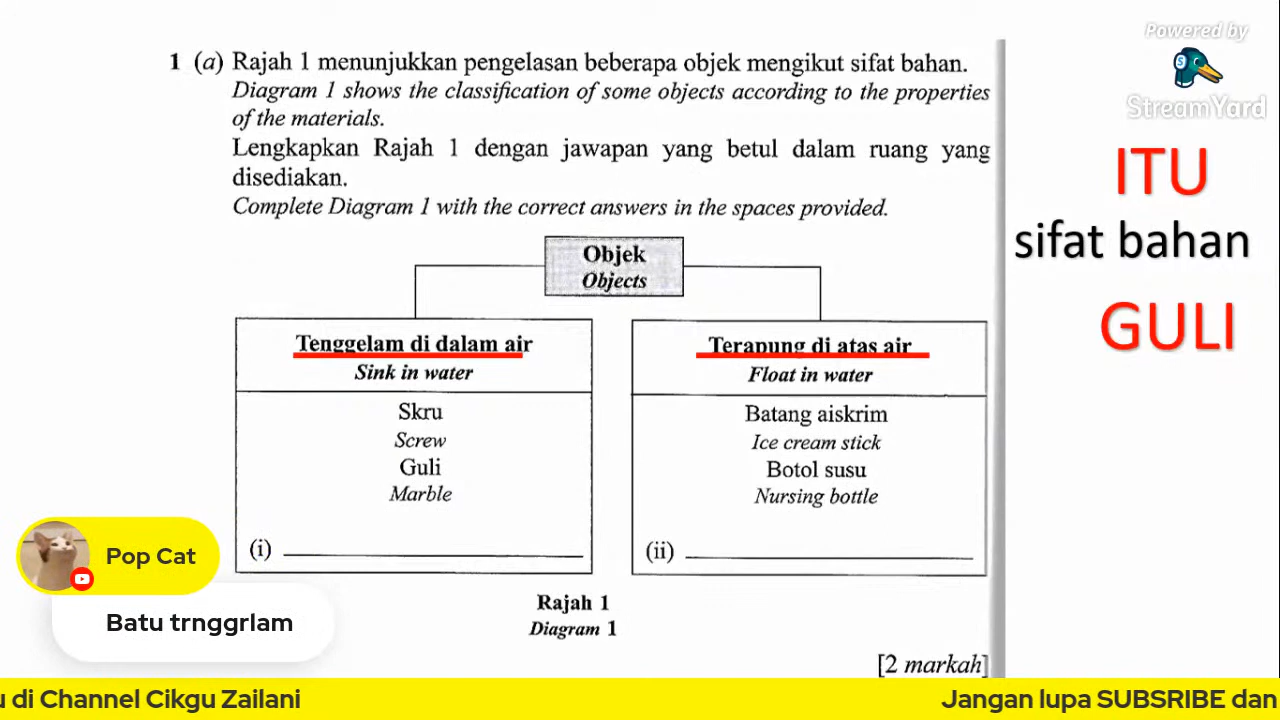 Powered by
StreamYard
1 (a) Rajah 1 menunjukkan pengelasan beberapa objek mengikut sifat bahan.
Diagram 1 shows the classification of some objects according to the properties
of the materials.
Lengkapkan Rajah 1 dengan jawapan yang betul dalam ruang yang
disediakan.
Complete Diagram 1 with the correct answers in the spaces provided.
ITU
sifat bahan
GULI
Objek
Objects
Tenggelam di dalam air
Sink in water
Skru
Screw
Guli
Marble
(i)
Terapung di atas air
Float in water
Batang aiskrim
Ice cream stick
Botol susu
Nursing bottle
(ii)
Rajah 1
Diagram 1
[2 markah]
Pop Cat
Batu trnggrlam
u di Channel Cikgu Zailani
Jangan lupa SUBSRIBE dan